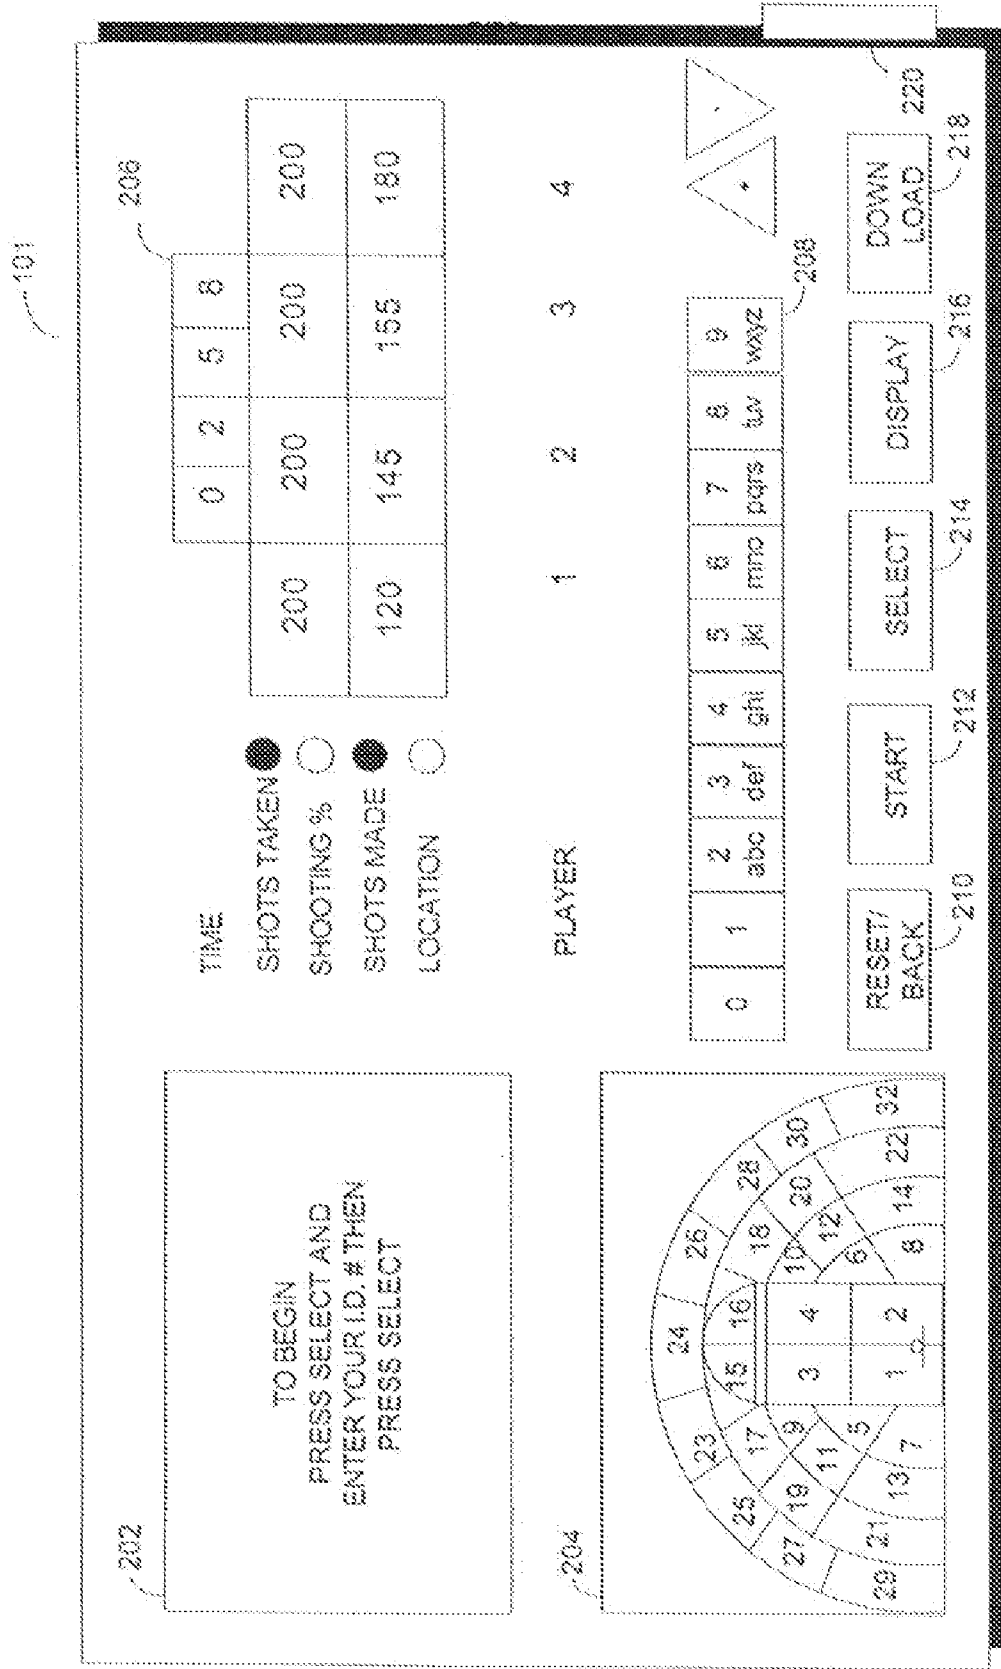 101
202
TO BEGIN
PRESS SELECT AND
ENTER YOUR I.D. # THEN
PRESS SELECT
206
TIME
0 2 5 8
SHOTS TAKEN
SHOOTING %
SHOTS MADE
LOCATION
200 200 200 200
120 145 165 180
PLAYER 1 2 3 4
204
24
23 26
25 28
15 16
17 18
27 30
19 20
9 10
3 4
11 12
5 6
29 21 13 7 1 2 8 14 22 32
0 1 2 3 4 5 6 7 8 9
abc def ghi jkl mno pqrs tuv wxyz
208
RESET/
BACK
START
SELECT
DISPLAY
DOWN
LOAD
210 212 214 216 218
220